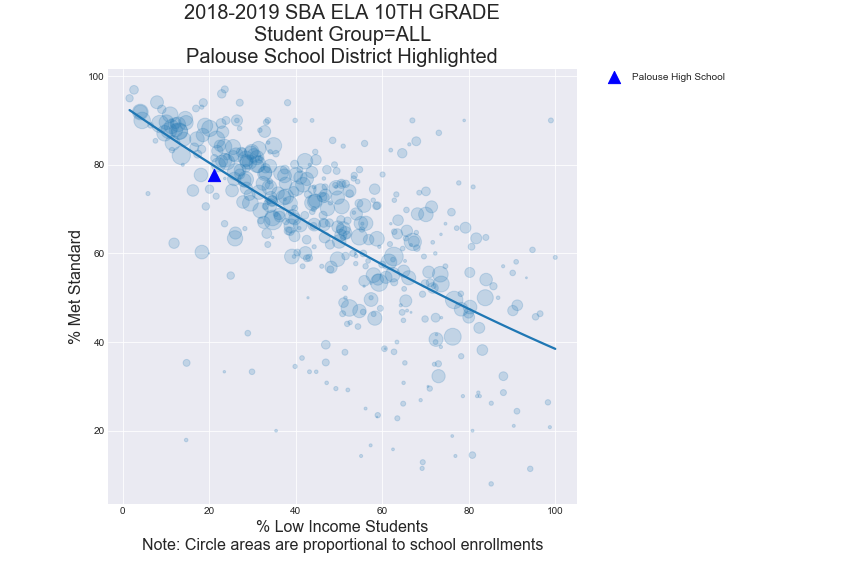 2018-2019 SBA ELA 10TH GRADE
Student Group=ALL
Palouse School District Highlighted
Palouse High School
% Met Standard
100
80
60
40
20
0 20 40 60 80 100
% Low Income Students
Note: Circle areas are proportional to school enrollments